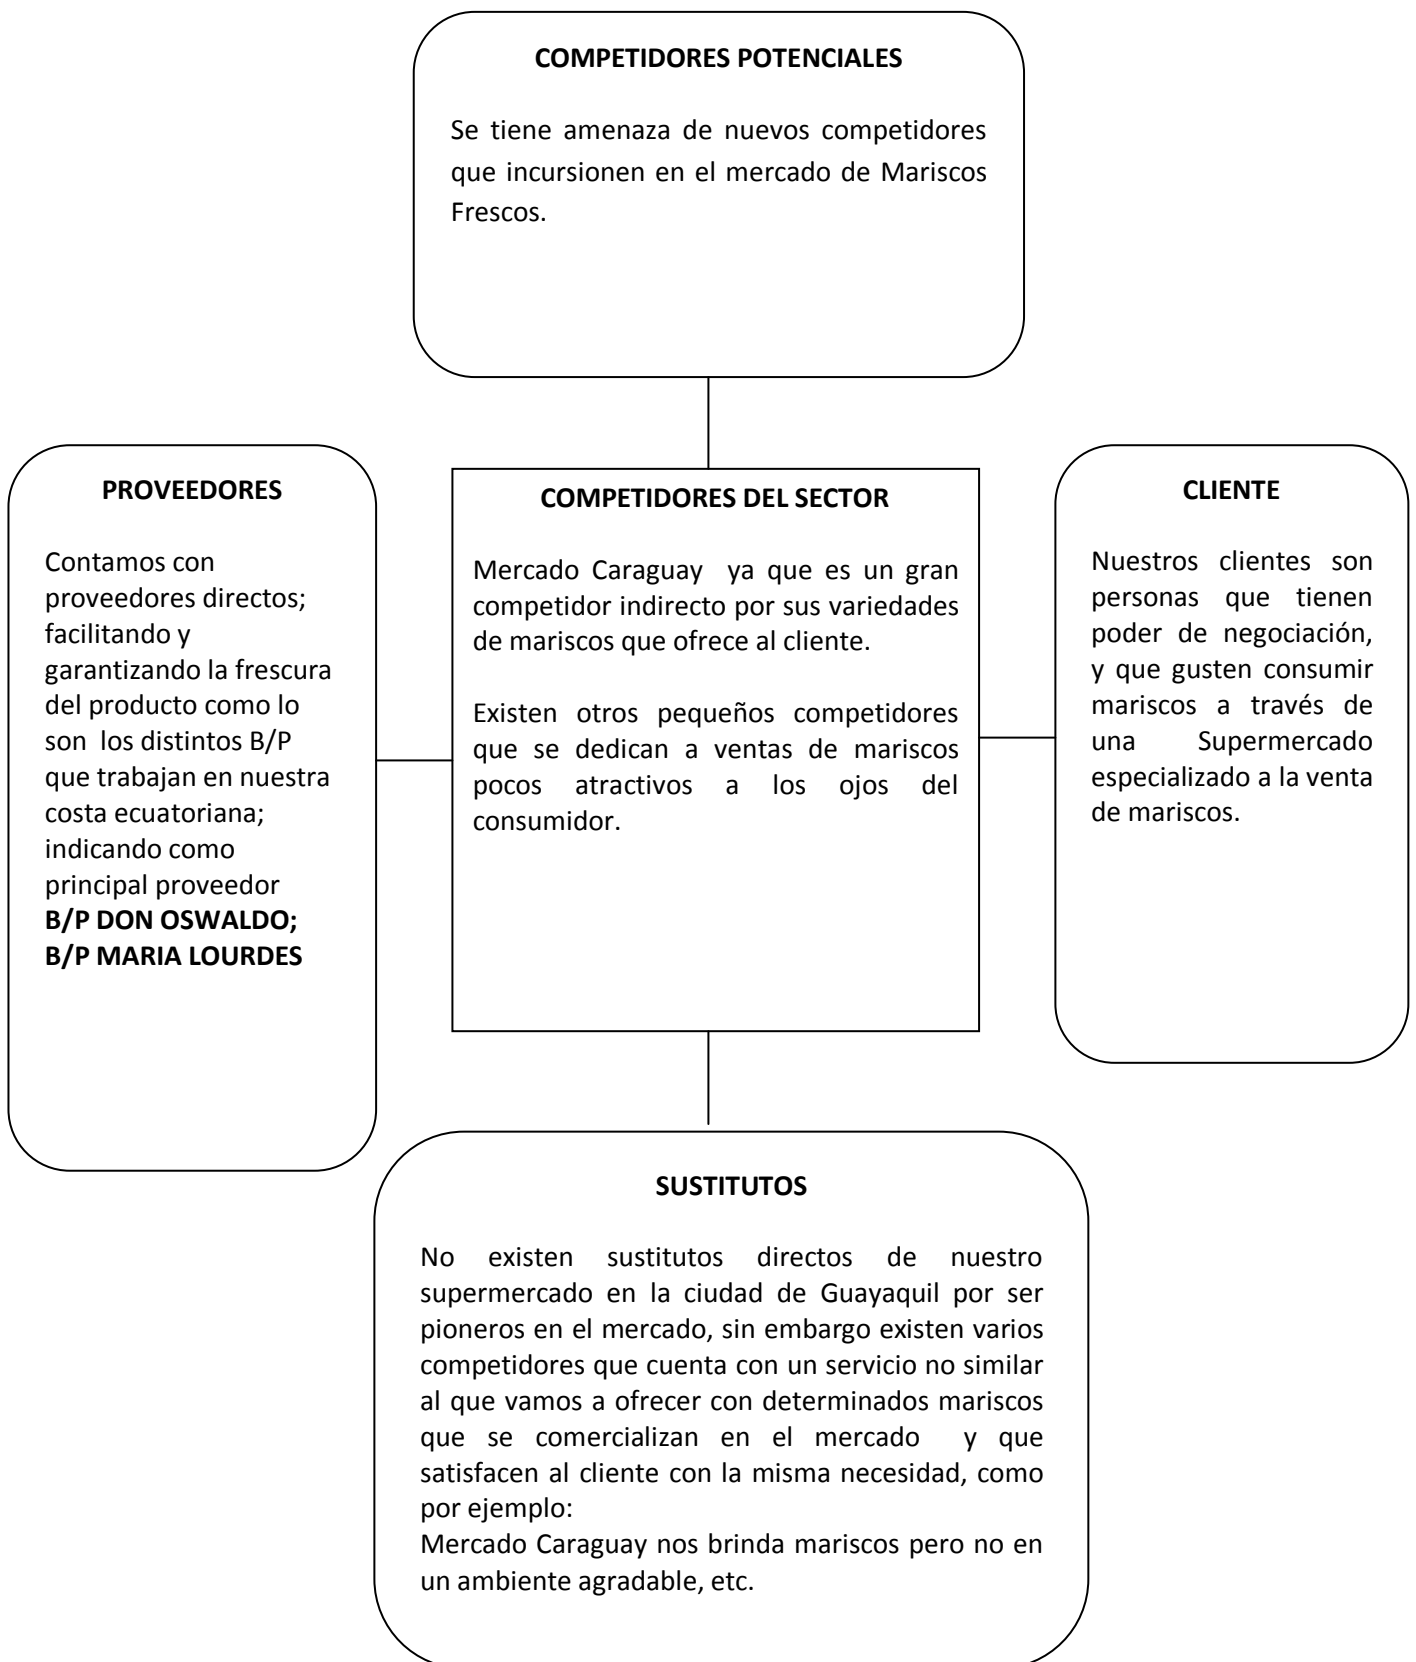 COMPETIDORES POTENCIALES
Se tiene amenaza de nuevos competidores
que incursionen en el mercado de Mariscos
Frescos.
PROVEEDORES
Contamos con
proveedores directos;
facilitando y
garantizando la frescura
del producto como lo
son los distintos B/P
que trabajan en nuestra
costa ecuatoriana;
indicando como
principal proveedor
B/P DON OSWALDO;
B/P MARIA LOURDES
COMPETIDORES DEL SECTOR
Mercado Caraguay ya que es un gran
competidor indirecto por sus variedades
de mariscos que ofrece al cliente.
Existen otros pequeños competidores
que se dedican a ventas de mariscos
pocos atractivos a los ojos del
consumidor.
CLIENTE
Nuestros clientes son
personas que tienen
poder de negociación,
y que gusten consumir
mariscos a través de
una Supermercado
especializado a la venta
de mariscos.
SUSTITUTOS
No existen sustitutos directos de nuestro
supermercado en la ciudad de Guayaquil por ser
pioneros en el mercado, sin embargo existen varios
competidores que cuenta con un servicio no similar
al que vamos a ofrecer con determinados mariscos
que se comercializan en el mercado y que
satisfacen al cliente con la misma necesidad, como
por ejemplo:
Mercado Caraguay nos brinda mariscos pero no en
un ambiente agradable, etc.